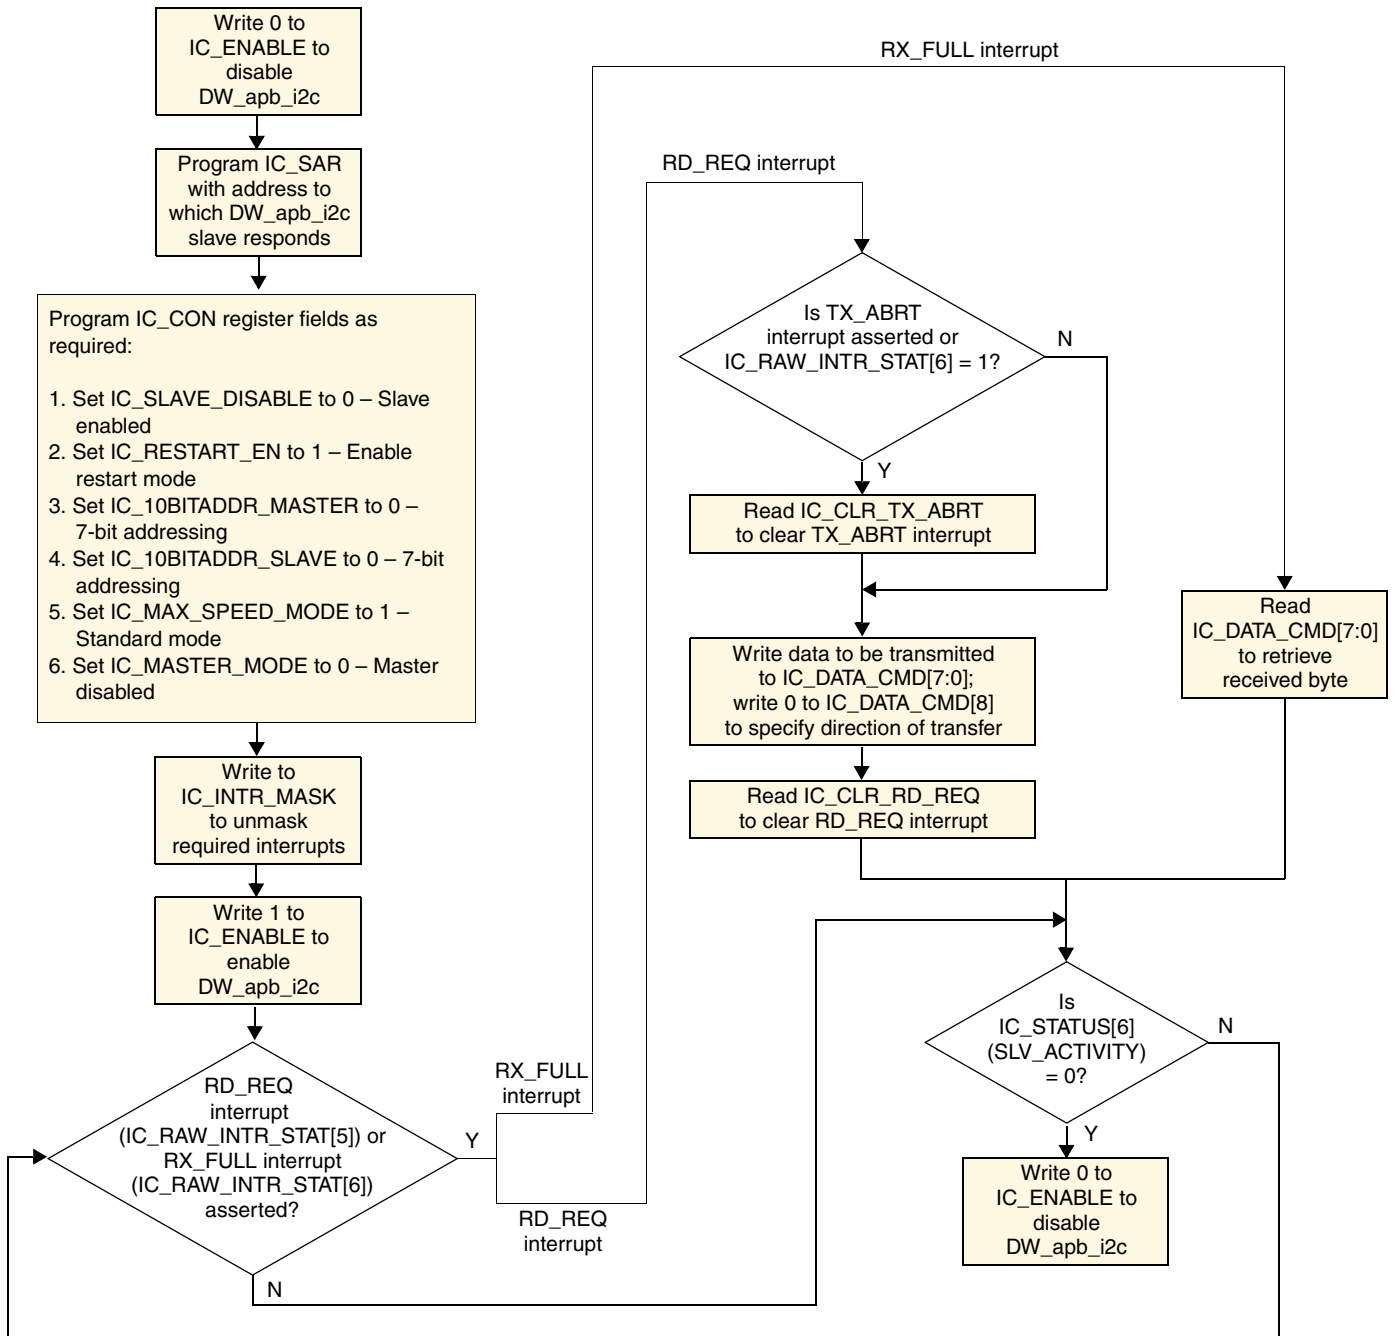 Write 0 to
IC_ENABLE to
disable
DW_apb_i2c
Program IC_SAR
with address to
which DW_apb_i2c
slave responds
Program IC_CON register fields as
required:
1. Set IC_SLAVE_DISABLE to 0 – Slave
enabled
2. Set IC_RESTART_EN to 1 – Enable
restart mode
3. Set IC_10BITADDR_MASTER to 0 –
7-bit addressing
4. Set IC_10BITADDR_SLAVE to 0 – 7-bit
addressing
5. Set IC_MAX_SPEED_MODE to 1 –
Standard mode
6. Set IC_MASTER_MODE to 0 – Master
disabled
Write to
IC_INTR_MASK
to unmask
required interrupts
Write 1 to
IC_ENABLE to
enable
DW_apb_i2c
RD_REQ
interrupt
(IC_RAW_INTR_STAT[5]) or
RX_FULL interrupt
(IC_RAW_INTR_STAT[6])
asserted?
Y
N
RX_FULL
interrupt
RD_REQ
interrupt
RX_FULL interrupt
RD_REQ interrupt
Is TX_ABRT
interrupt asserted or
IC_RAW_INTR_STAT[6] = 1?
N
Y
Read IC_CLR_TX_ABRT
to clear TX_ABRT interrupt
Write data to be transmitted
to IC_DATA_CMD[7:0];
write 0 to IC_DATA_CMD[8]
to specify direction of transfer
Read IC_CLR_RD_REQ
to clear RD_REQ interrupt
Read
IC_DATA_CMD[7:0]
to retrieve
received byte
Is
IC_STATUS[6]
(SLV_ACTIVITY)
= 0?
N
Y
Write 0 to
IC_ENABLE to
disable
DW_apb_i2c